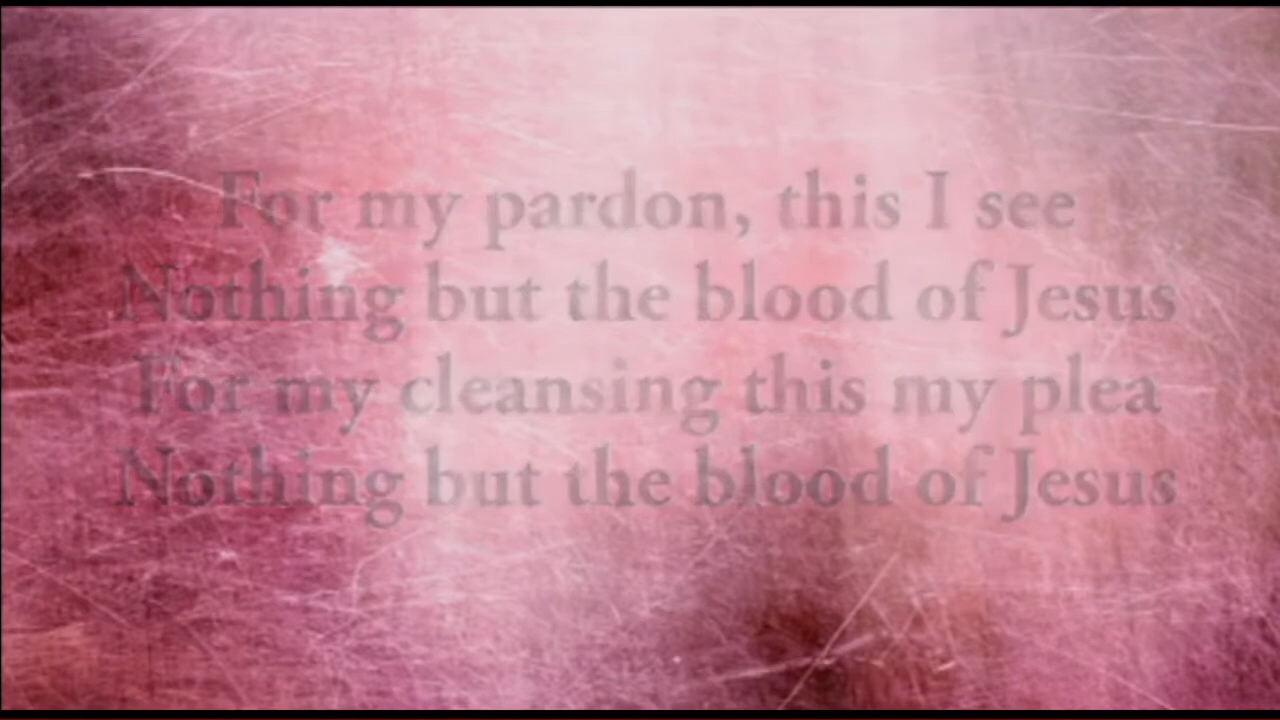 For my pardon, this I see
Nothing but the blood of Jesus
For my cleansing this my plea
Nothing but the blood of Jesus